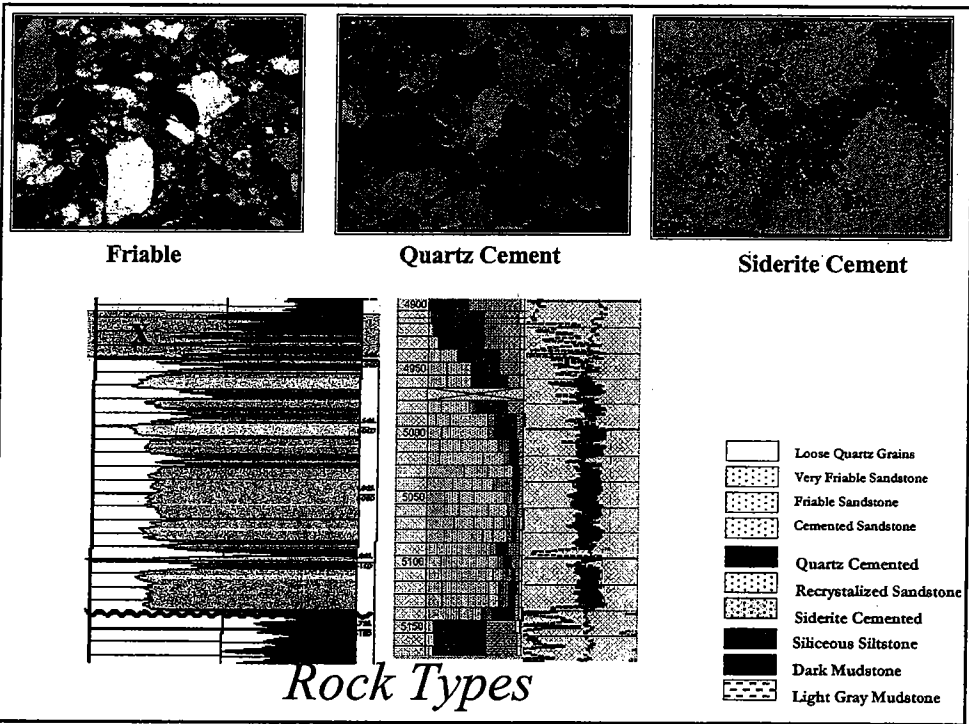 Friable
Quartz Cement
Siderite Cement
X
4900
4950
5000
5050
5100
5150
Loose Quartz Grains
Very Friable Sandstone
Friable Sandstone
Cemented Sandstone
Quartz Cemented
Recrystalized Sandstone
Siderite Cemented
Siliceous Siltstone
Dark Mudstone
Light Gray Mudstone
Rock Types